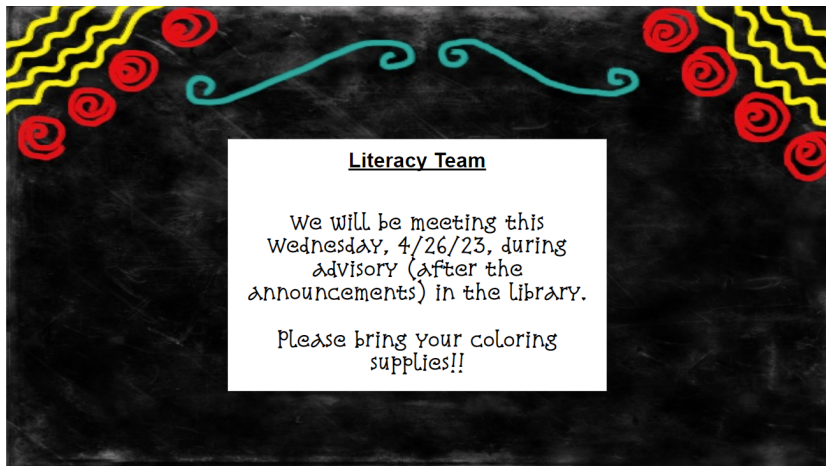 Literacy Team
We will be meeting this
Wednesday, 4/26/23, during
advisory (after the
announcements) in the library.
Please bring your coloring
supplies!!